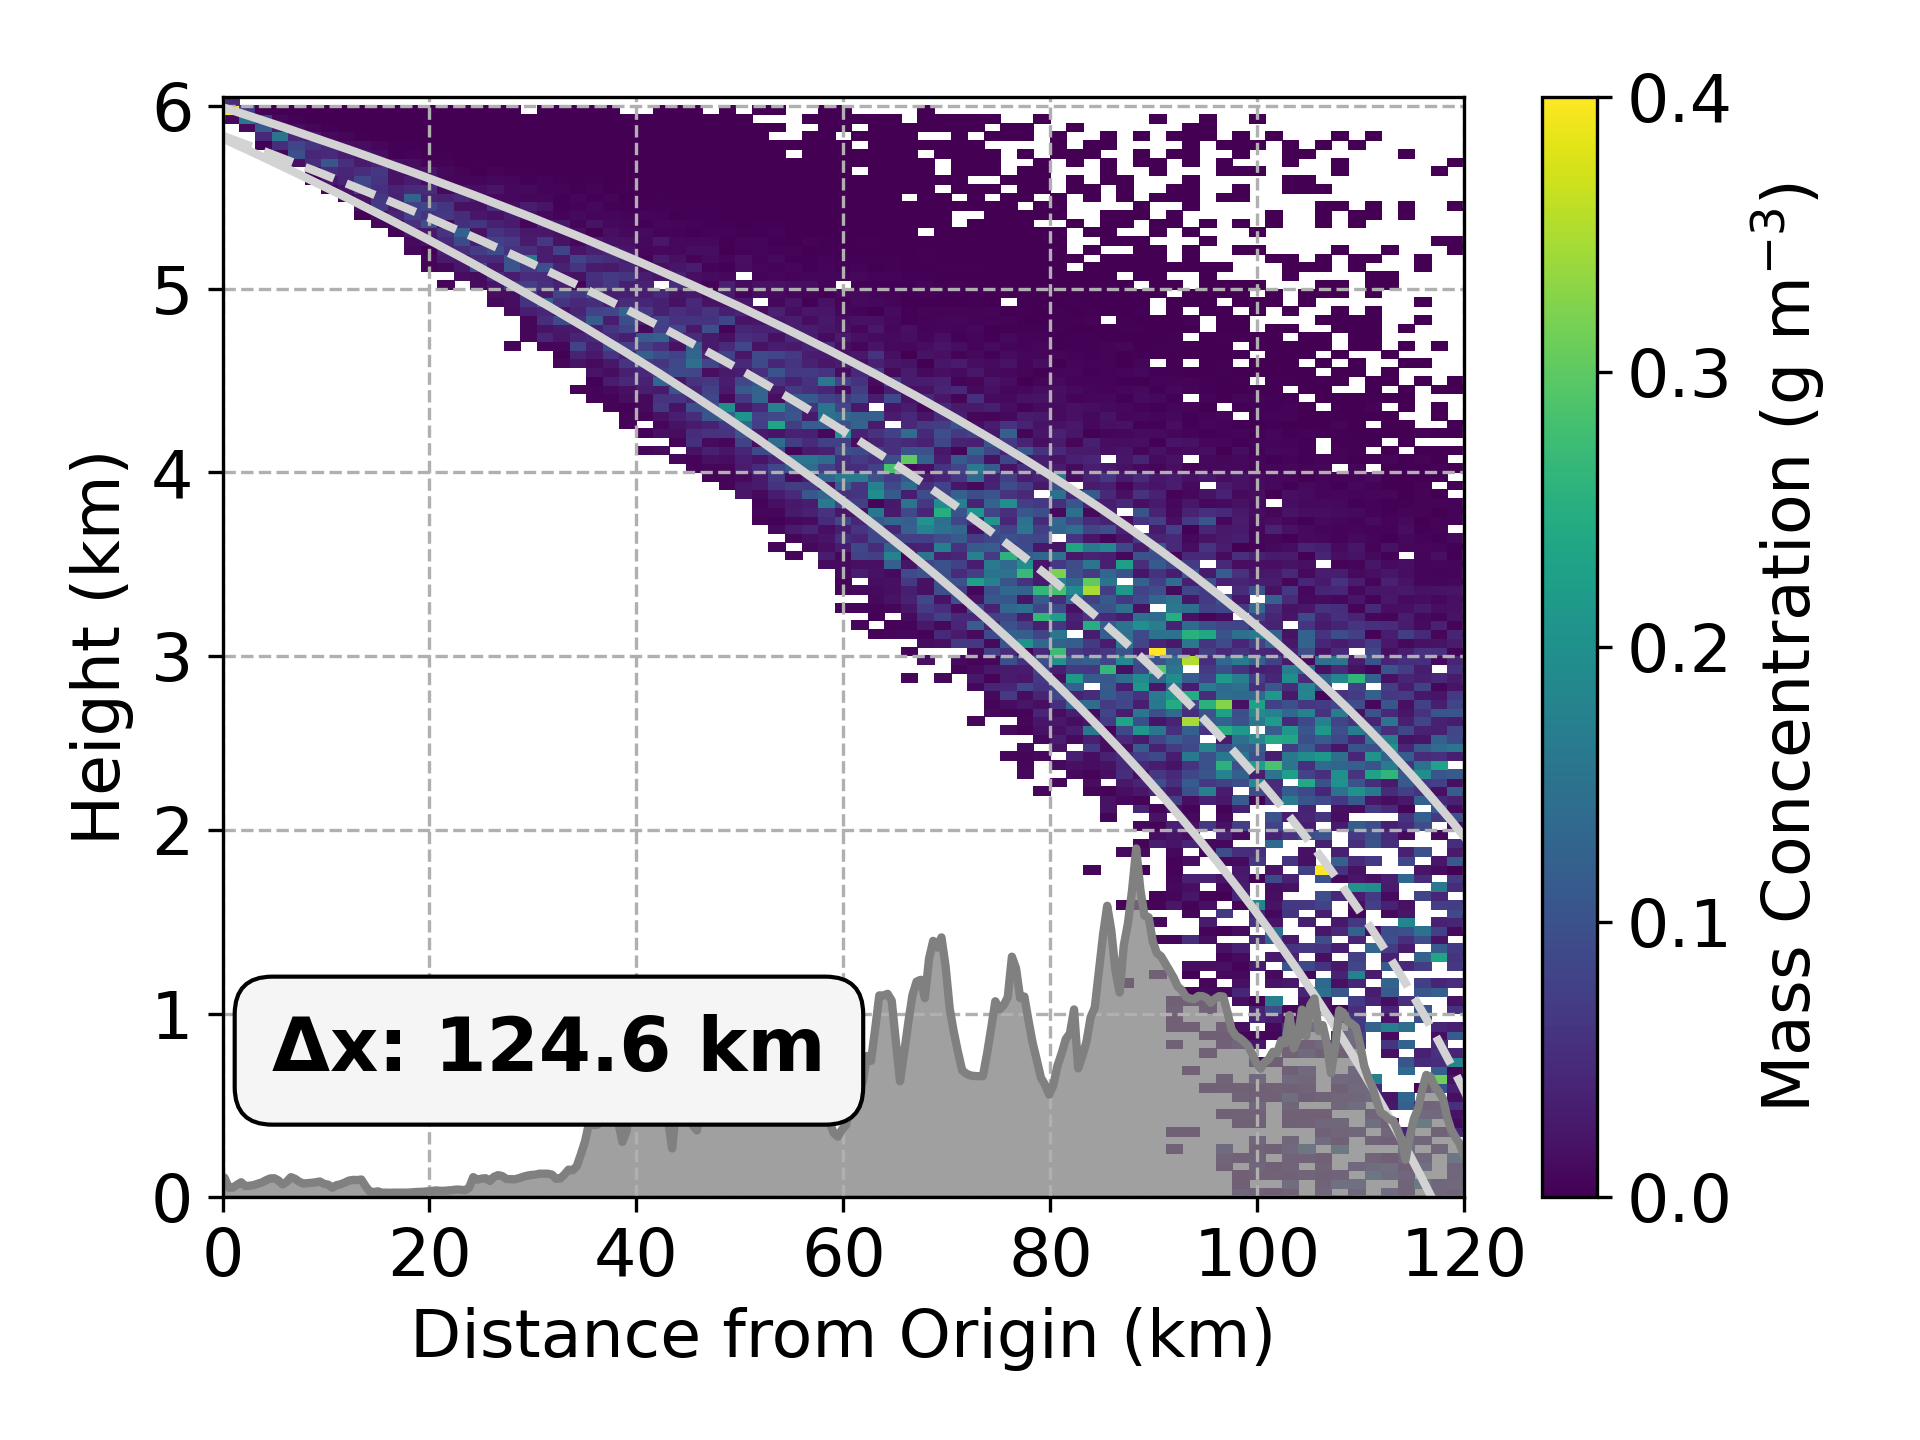 6
5
4
3
2
1
0
Height (km)
Δx: 124.6 km
0 20 40 60 80 100 120
Distance from Origin (km)
0.4
0.3
0.2
0.1
0.0
Mass Concentration (g m⁻³)